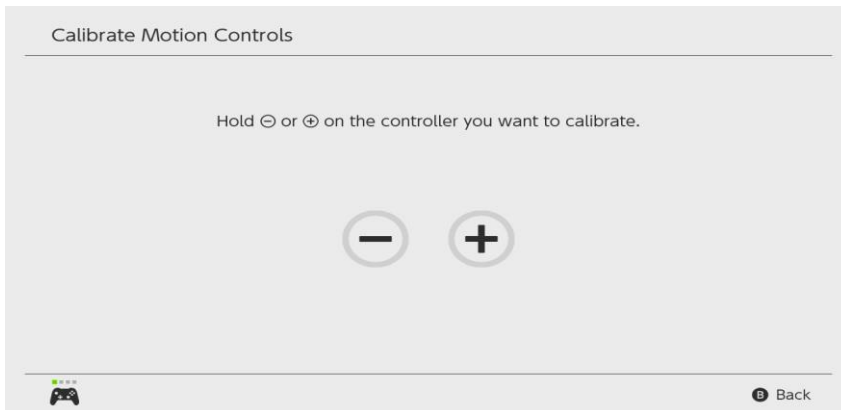 Calibrate Motion Controls
Hold ⊖ or ⊕ on the controller you want to calibrate.
B Back